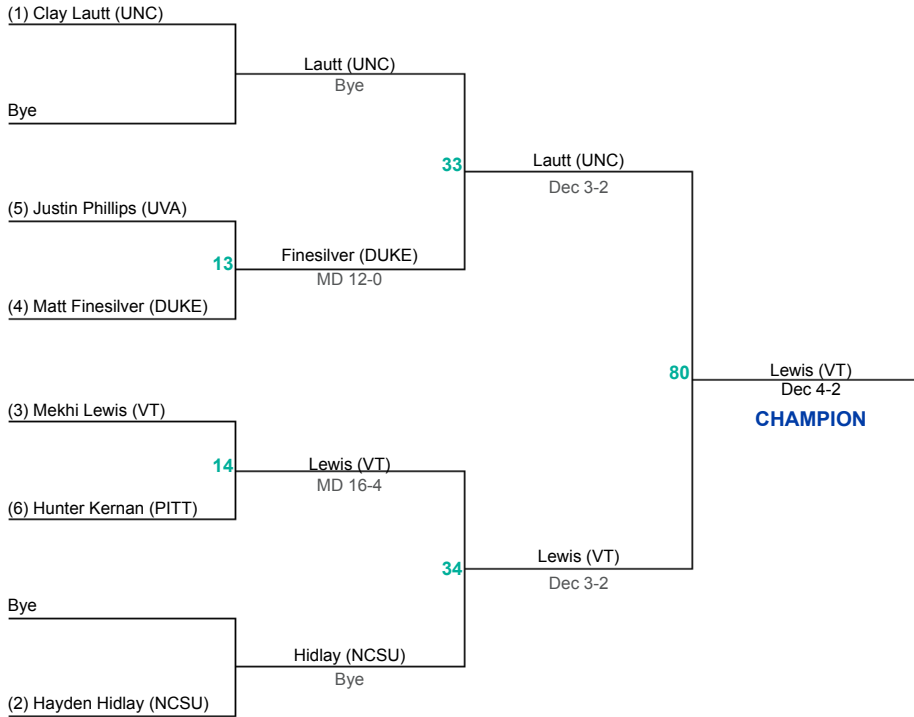 (1) Clay Lautt (UNC)
Lautt (UNC)
Bye
Bye
33
Lautt (UNC)
Dec 3-2
(5) Justin Phillips (UVA)
13
Finesilver (DUKE)
MD 12-0
(4) Matt Finesilver (DUKE)
80
Lewis (VT)
Dec 4-2
CHAMPION
(3) Mekhi Lewis (VT)
14
Lewis (VT)
MD 16-4
(6) Hunter Kernan (PITT)
34
Lewis (VT)
Dec 3-2
Bye
Hidlay (NCSU)
Bye
(2) Hayden Hidlay (NCSU)